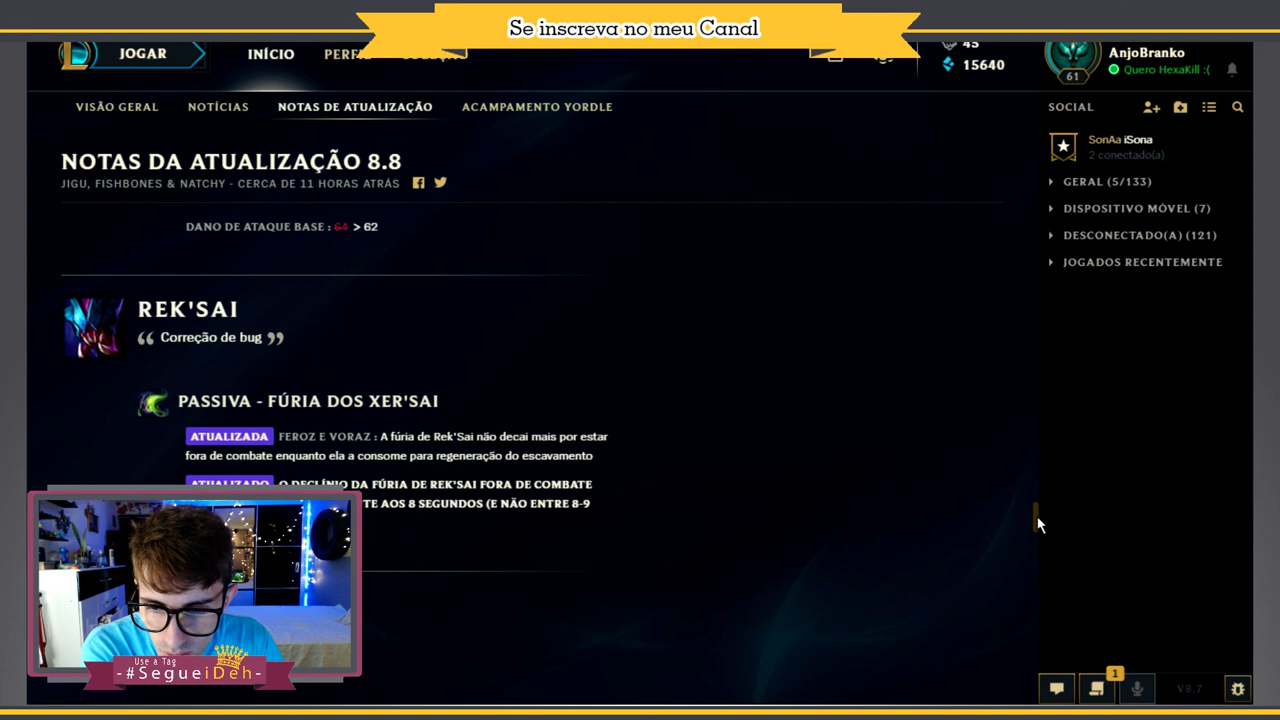 Se inscreva no meu Canal
JOGAR
INÍCIO
45
15640
AnjoBranko
Quero HexaKill :(
61
VISÃO GERAL
NOTÍCIAS
NOTAS DE ATUALIZAÇÃO
ACAMPAMENTO YORDLE
SOCIAL
NOTAS DA ATUALIZAÇÃO 8.8
JIGU, FISHBONES & NATCHY - CERCA DE 11 HORAS ATRÁS
SonAa iSona
2 conectado(a)
GERAL (5/133)
DISPOSITIVO MÓVEL (7)
DESCONECTADO(A) (121)
JOGADOS RECENTEMENTE
DANO DE ATAQUE BASE : 64 > 62
REK'SAI
“ Correção de bug ”
PASSIVA - FÚRIA DOS XER'SAI
ATUALIZADA FEROZ E VORAZ : A fúria de Rek'Sai não decai mais por estar
fora de combate enquanto ela a consome para regeneração do escavamento
ATUALIZADO O DECLÍNIO DA FÚRIA DE REK'SAI FORA DE COMBATE
TE AOS 8 SEGUNDOS (E NÃO ENTRE 8-9
Use a Tag
-#SegueiDeh-
1
V8.7